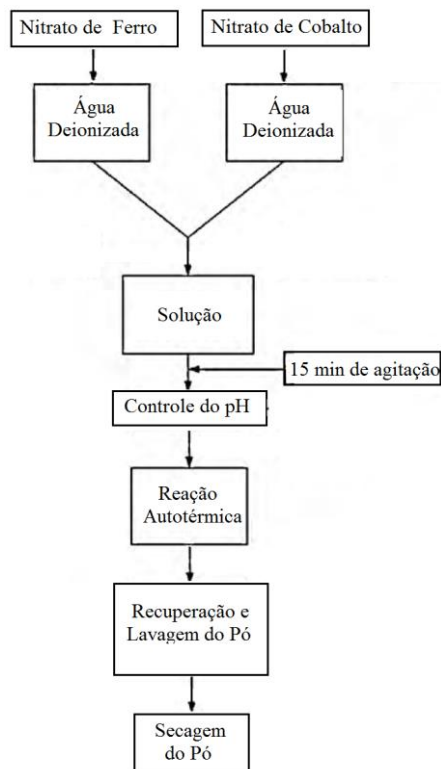 Nitrato de Ferro
Nitrato de Cobalto
Água
Deionizada
Água
Deionizada
Solução
15 min de agitação
Controle do pH
Reação
Autotérmica
Recuperação e
Lavagem do Pó
Secagem
do Pó